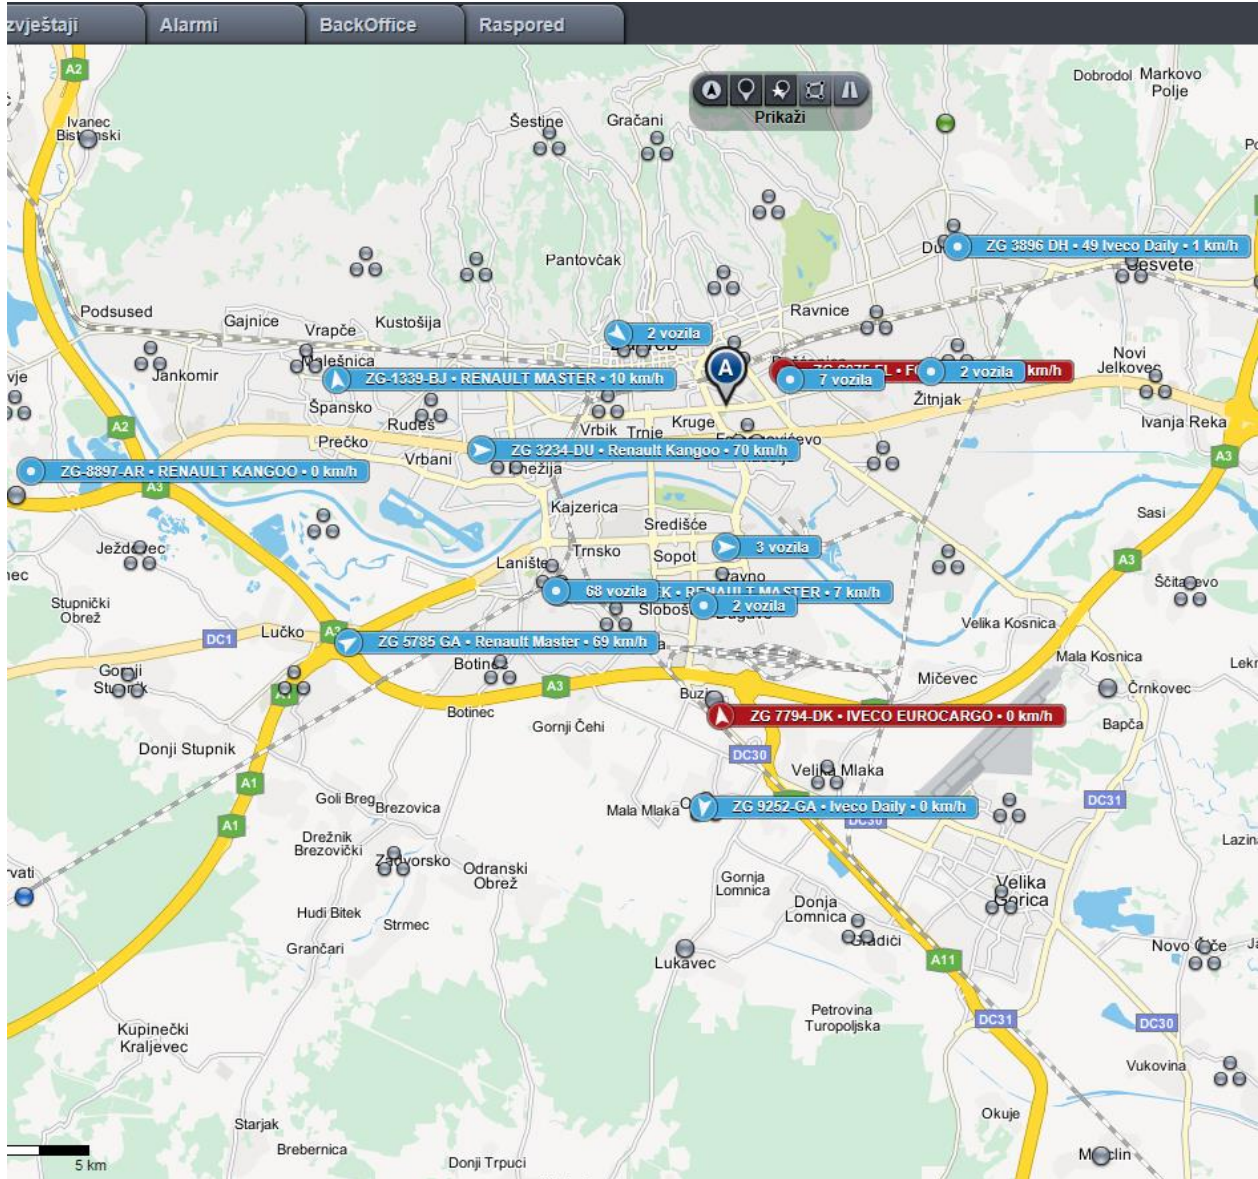 zvještaji
Alarmi
BackOffice
Raspored
A2
Dobrodol
Markovo
Polje
Ivanec
Šestine
Gračani
Prikaži
Pantovčak
ZG 3896 DH • 49 Iveco Daily • 1 km/h
Podsused
Gajnice
Vrapče
Kustošija
2 vozila
Ravnice
Novi
Jelkovec
Malešnica
A
Jankomir
ZG-1339-BJ • RENAULT MASTER • 10 km/h
7 vozila
2 vozila
km/h
Žitnjak
Špansko
Rudeš
Vrbik
Trnje
Kruge
Ivanja Reka
A2
Prečko
Vrbani
ZG 3234-DU • Renault Kangoo • 70 km/h
A3
ZG-8897-AR • RENAULT KANGOO • 0 km/h
A3
Kajzerica
Središće
Sasi
Trnsko
Sopot
3 vozila
A3
Lanište
68 vozila
RENAULT MASTER • 7 km/h
2 vozila
Stupnički
Obrež
Velika Kosnica
DC1
Lučko
A3
ZG 5785 GA • Renault Master • 69 km/h
Mala Kosnica
Botinec
A3
Mičevec
Črnkovec
Botinec
Gornji Čehi
ZG 7794-DK • IVECO EUROCARGO • 0 km/h
Bapča
Donji Stupnik
DC30
Velika Mlaka
A1
Goli Breg
Brezovica
Mala Mlaka
ZG 9252-GA • Iveco Daily • 0 km/h
DC31
A1
DC30
Drežnik
Brezovički
Zadvorsko
Odranski
Obrež
Gornja
Lomnica
Velika
Gorica
Donja
Lomnica
Hudi Bitek
Strmec
Gradići
Grančari
Lukavec
A11
Petrovina
Turopoljska
DC31
DC30
Kupinečki
Kraljevec
Vukovina
Starjak
Okuje
Brebernica
Donji Trpuci
5 km